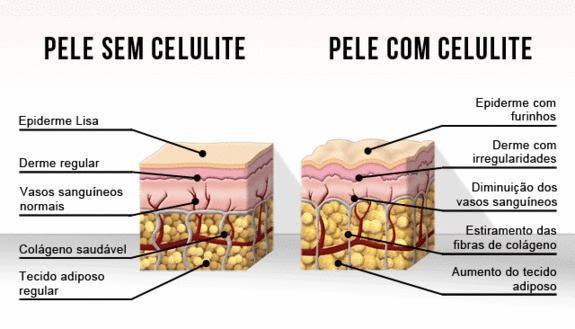 PELE SEM CELULITE
Epiderme Lisa
Derme regular
Vasos sanguíneos
normais
Colágeno saudável
Tecido adiposo
regular
PELE COM CELULITE
Epiderme com
furinhos
Derme com
irregularidades
Diminuição dos
vasos sanguíneos
Estiramento das
fibras de colágeno
Aumento do tecido
adiposo